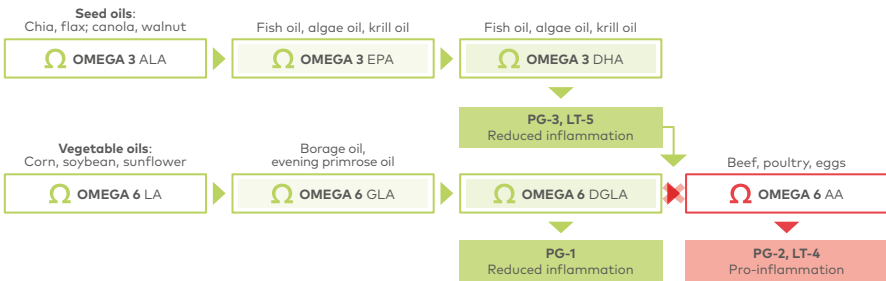 Seed oils:
Chia, flax; canola, walnut
Fish oil, algae oil, krill oil
Fish oil, algae oil, krill oil
Ω OMEGA 3 ALA
Ω OMEGA 3 EPA
Ω OMEGA 3 DHA
PG-3, LT-5
Reduced inflammation
Vegetable oils:
Corn, soybean, sunflower
Borage oil,
evening primrose oil
Beef, poultry, eggs
Ω OMEGA 6 LA
Ω OMEGA 6 GLA
Ω OMEGA 6 DGLA
Ω OMEGA 6 AA
PG-1
Reduced inflammation
PG-2, LT-4
Pro-inflammation